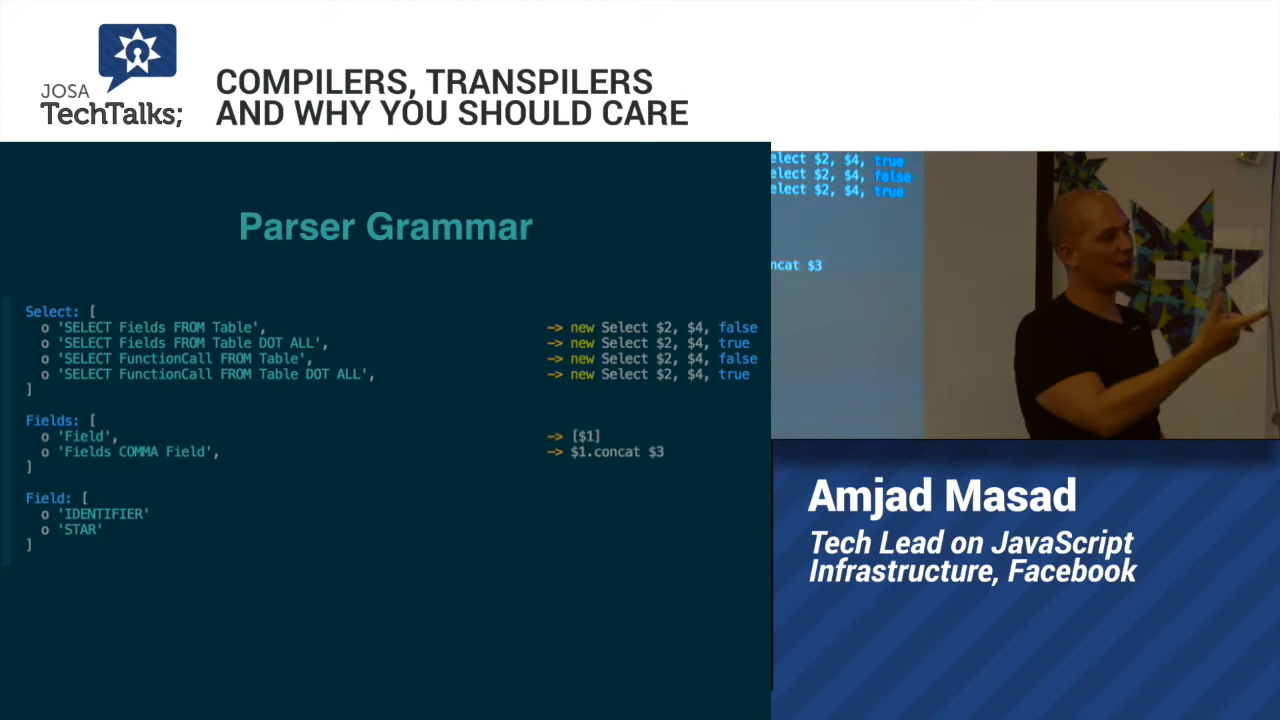 JOSA
TechTalks;
COMPILERS, TRANSPILERS
AND WHY YOU SHOULD CARE
Parser Grammar
Select: [
o 'SELECT Fields FROM Table', -> new Select $2, $4, false
o 'SELECT Fields FROM Table DOT ALL', -> new Select $2, $4, true
o 'SELECT FunctionCall FROM Table', -> new Select $2, $4, false
o 'SELECT FunctionCall FROM Table DOT ALL', -> new Select $2, $4, true
]
Fields: [
o 'Field', -> [$1]
o 'Fields COMMA Field', -> $1.concat $3
]
Field: [
o 'IDENTIFIER'
o 'STAR'
]
elect $2, $4, true
elect $2, $4, false
elect $2, $4, true
ncat $3
Amjad Masad
Tech Lead on JavaScript
Infrastructure, Facebook